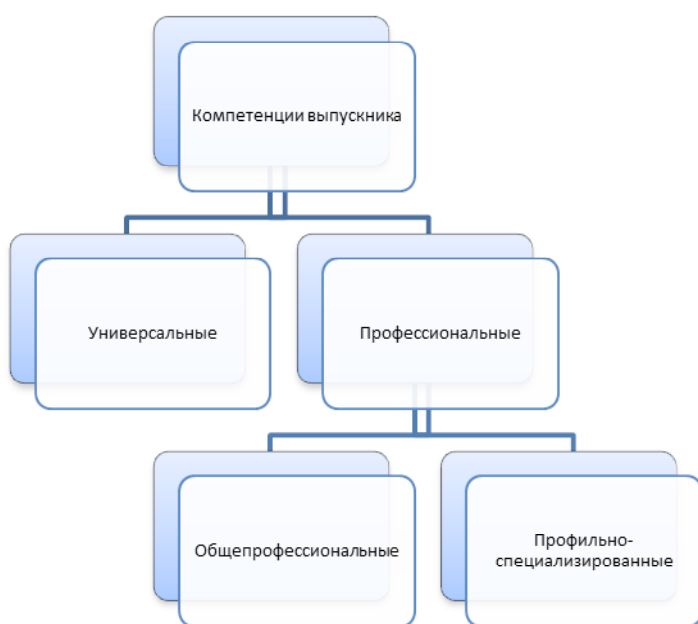 Компетенции выпускника
Универсальные
Профессиональные
Общепрофессиональные
Профильно-
специализированные